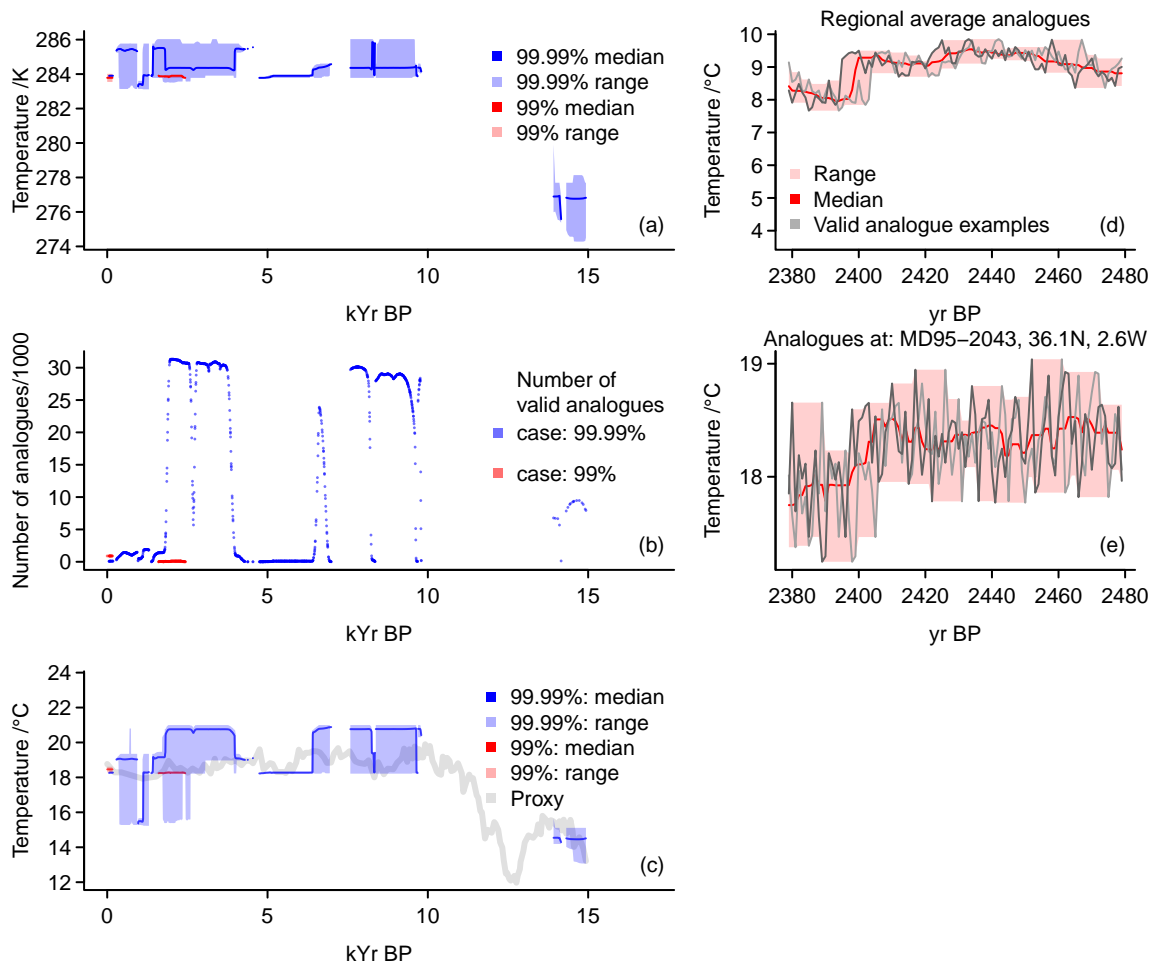 286
284
282
280
278
276
274
Temperature /K
99.99% median
99.99% range
99% median
99% range
(a)
0
5
10
15
kYr BP
Regional average analogues
10
9
8
7
6
5
4
Temperature /°C
Range
Median
Valid analogue examples
(d)
2380
2400
2420
2440
2460
2480
yr BP
30
25
20
15
10
5
0
Number of analogues/1000
Number of
valid analogues
case: 99.99%
case: 99%
(b)
0
5
10
15
kYr BP
Analogues at: MD95−2043, 36.1N, 2.6W
19
18
Temperature /°C
(e)
2380
2400
2420
2440
2460
2480
yr BP
24
22
20
18
16
14
12
Temperature /°C
99.99%: median
99.99%: range
99%: median
99%: range
Proxy
(c)
0
5
10
15
kYr BP